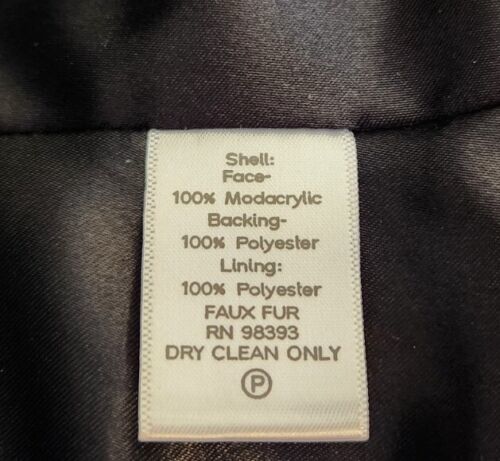 Shell:
Face-
100% Modacrylic
Backing-
100% Polyester
Lining:
100% Polyester
FAUX FUR
RN 98393
DRY CLEAN ONLY
P